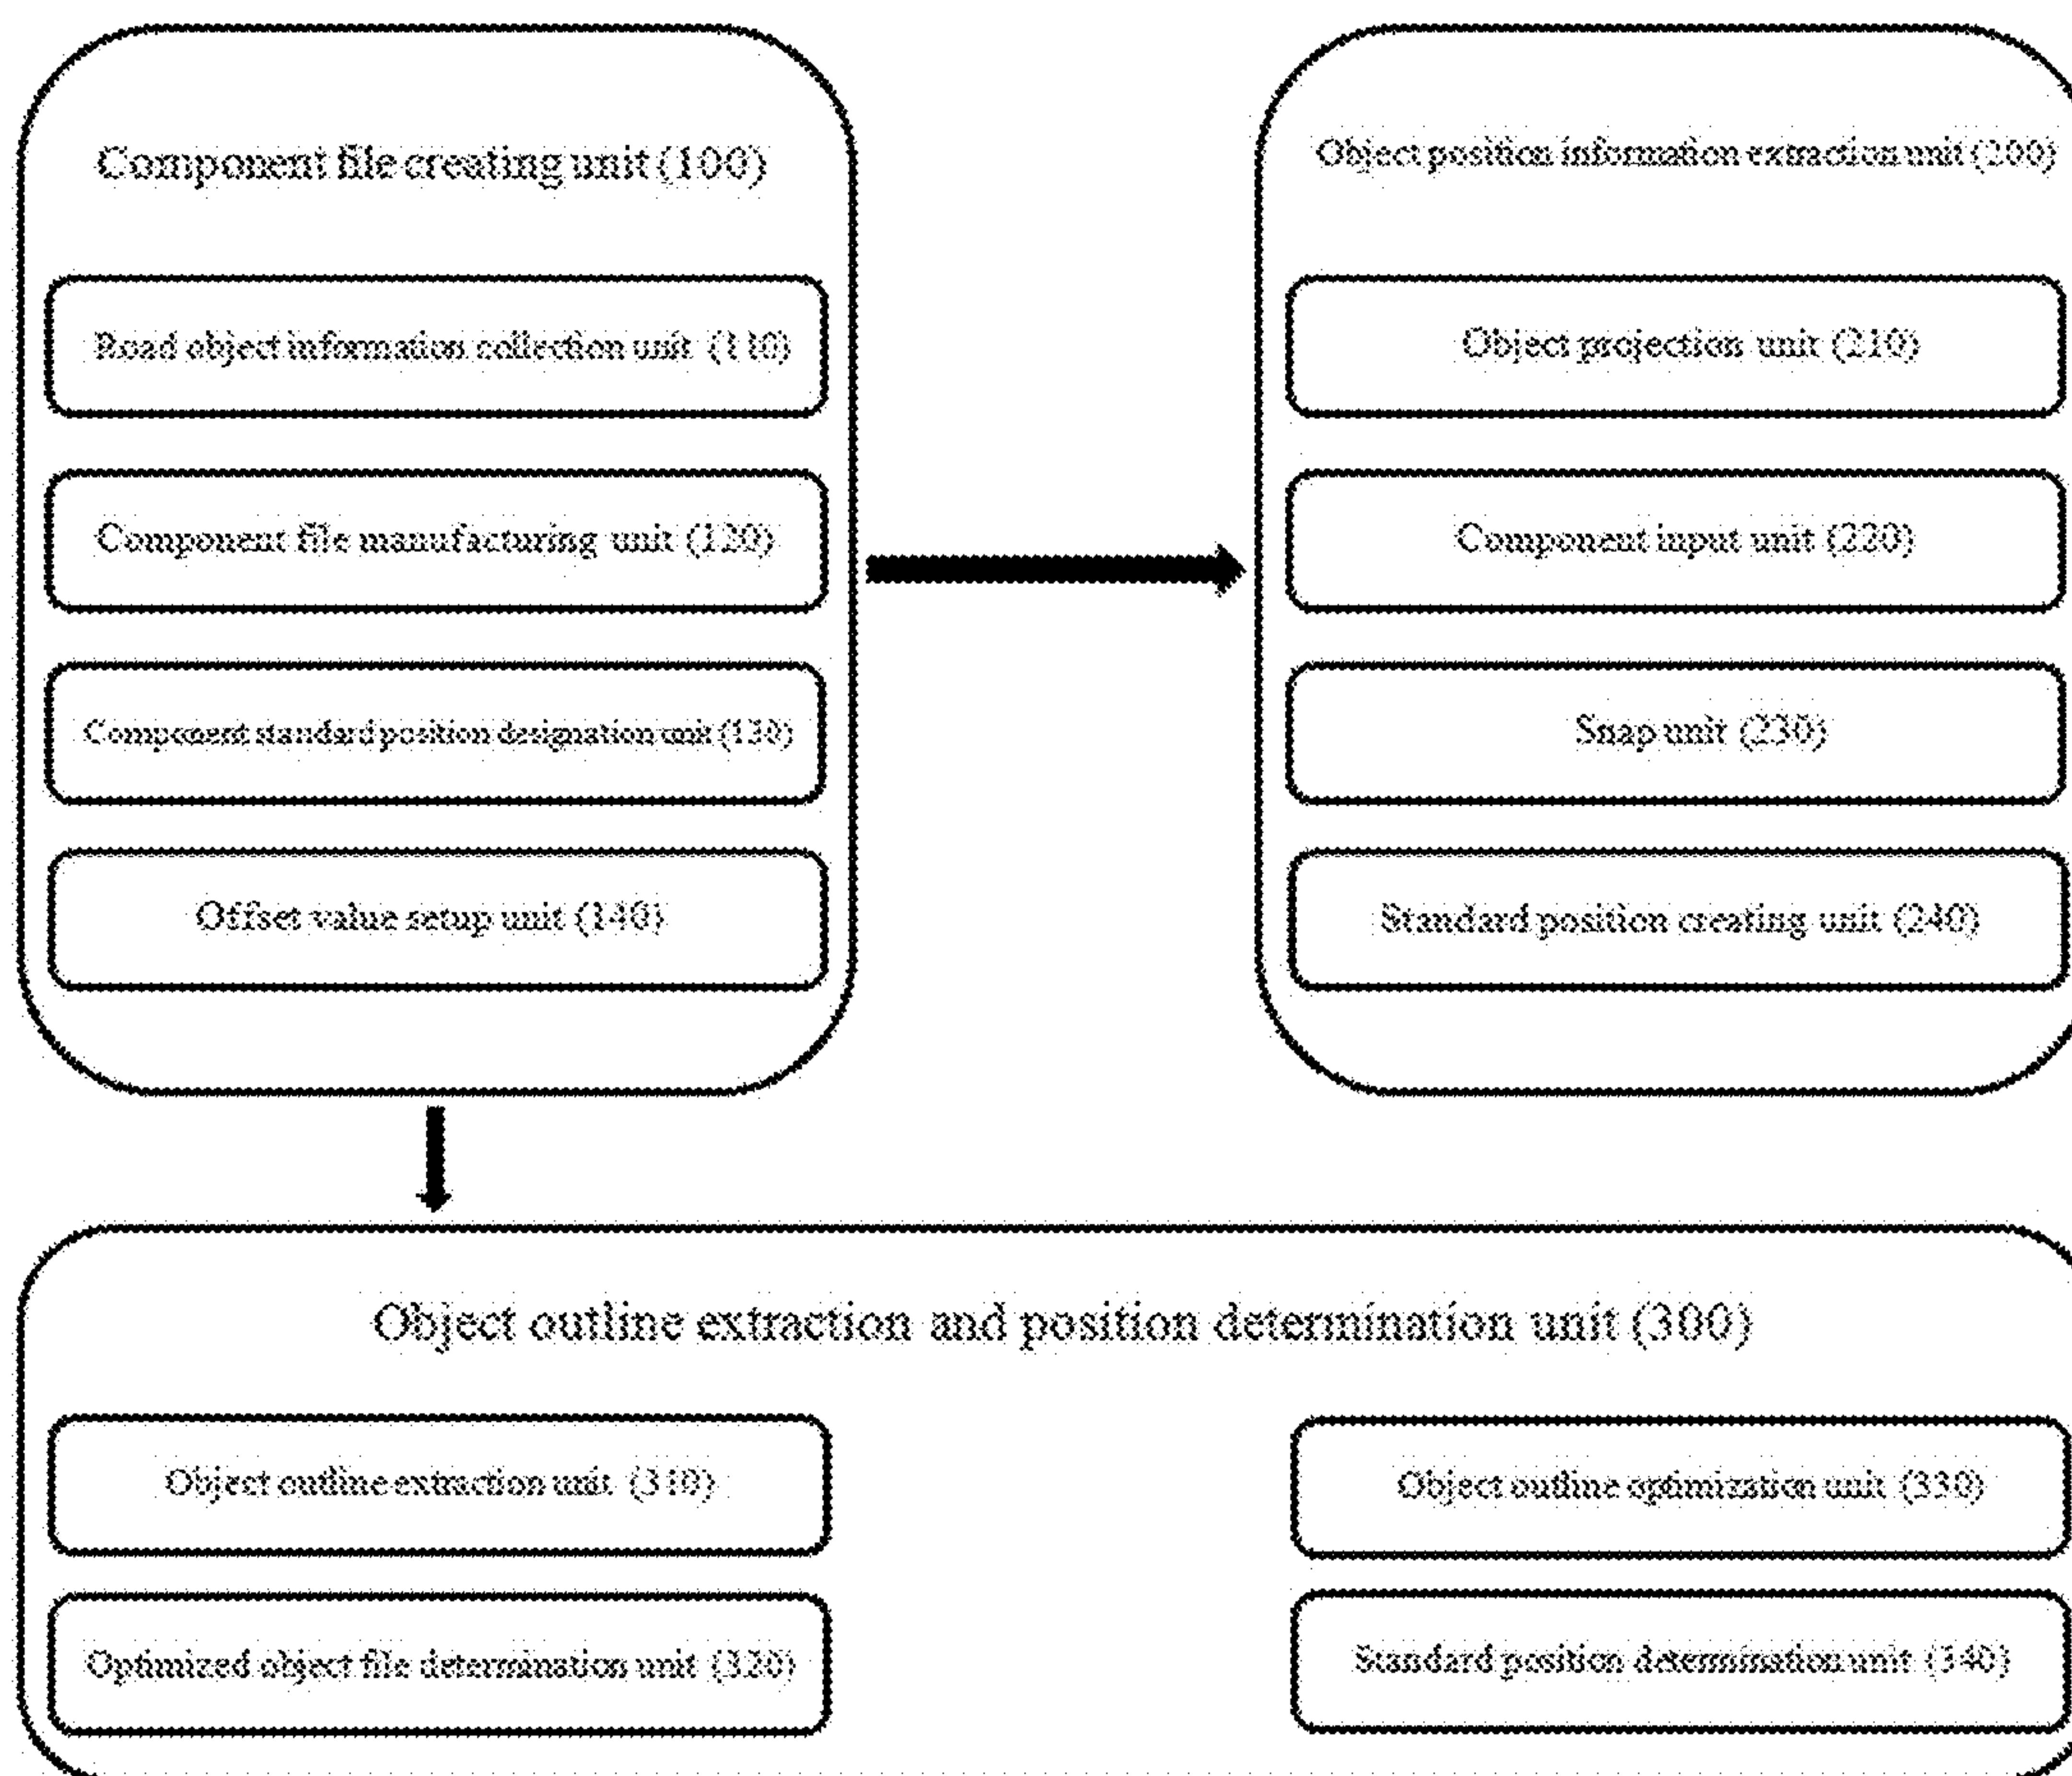 Component file creating unit (100)
Road object information collection unit (110)
Component file manufacturing unit (120)
Component standard position designation unit (130)
Offset value setup unit (140)
Object position information extraction unit (200)
Object projection unit (210)
Component input unit (220)
Snap unit (230)
Standard position creating unit (240)
Object outline extraction and position determination unit (300)
Object outline extraction unit (310)
Optimized object file determination unit (320)
Object outline optimization unit (330)
Standard position determination unit (340)